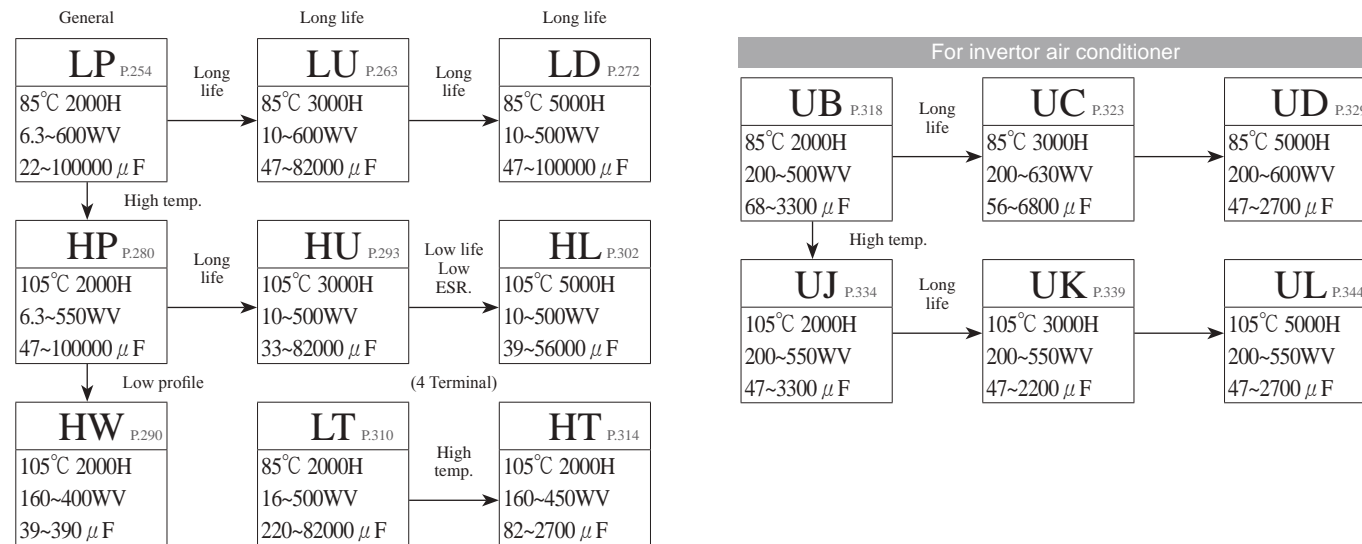 General
Long life
Long life
LP P.254
85℃ 2000H
6.3~600WV
22~100000 μF
Long
life
LU P.263
85℃ 3000H
10~600WV
47~82000 μF
Long
life
LD P.272
85℃ 5000H
10~500WV
47~100000 μF
High temp.
HP P.280
105℃ 2000H
6.3~550WV
47~100000 μF
Long
life
HU P.293
105℃ 3000H
10~500WV
33~82000 μF
Low life
Low
ESR.
HL P.302
105℃ 5000H
10~500WV
39~56000 μF
Low profile
(4 Terminal)
HW P.290
105℃ 2000H
160~400WV
39~390 μF
LT P.310
85℃ 2000H
16~500WV
220~82000 μF
High
temp.
HT P.314
105℃ 2000H
160~450WV
82~2700 μF
For invertor air conditioner
UB P.318
85℃ 2000H
200~500WV
68~3300 μF
Long
life
UC P.323
85℃ 3000H
200~630WV
56~6800 μF
UD P.329
85℃ 5000H
200~600WV
47~2700 μF
High temp.
UJ P.334
105℃ 2000H
200~550WV
47~3300 μF
Long
life
UK P.339
105℃ 3000H
200~550WV
47~2200 μF
UL P.344
105℃ 5000H
200~550WV
47~2700 μF